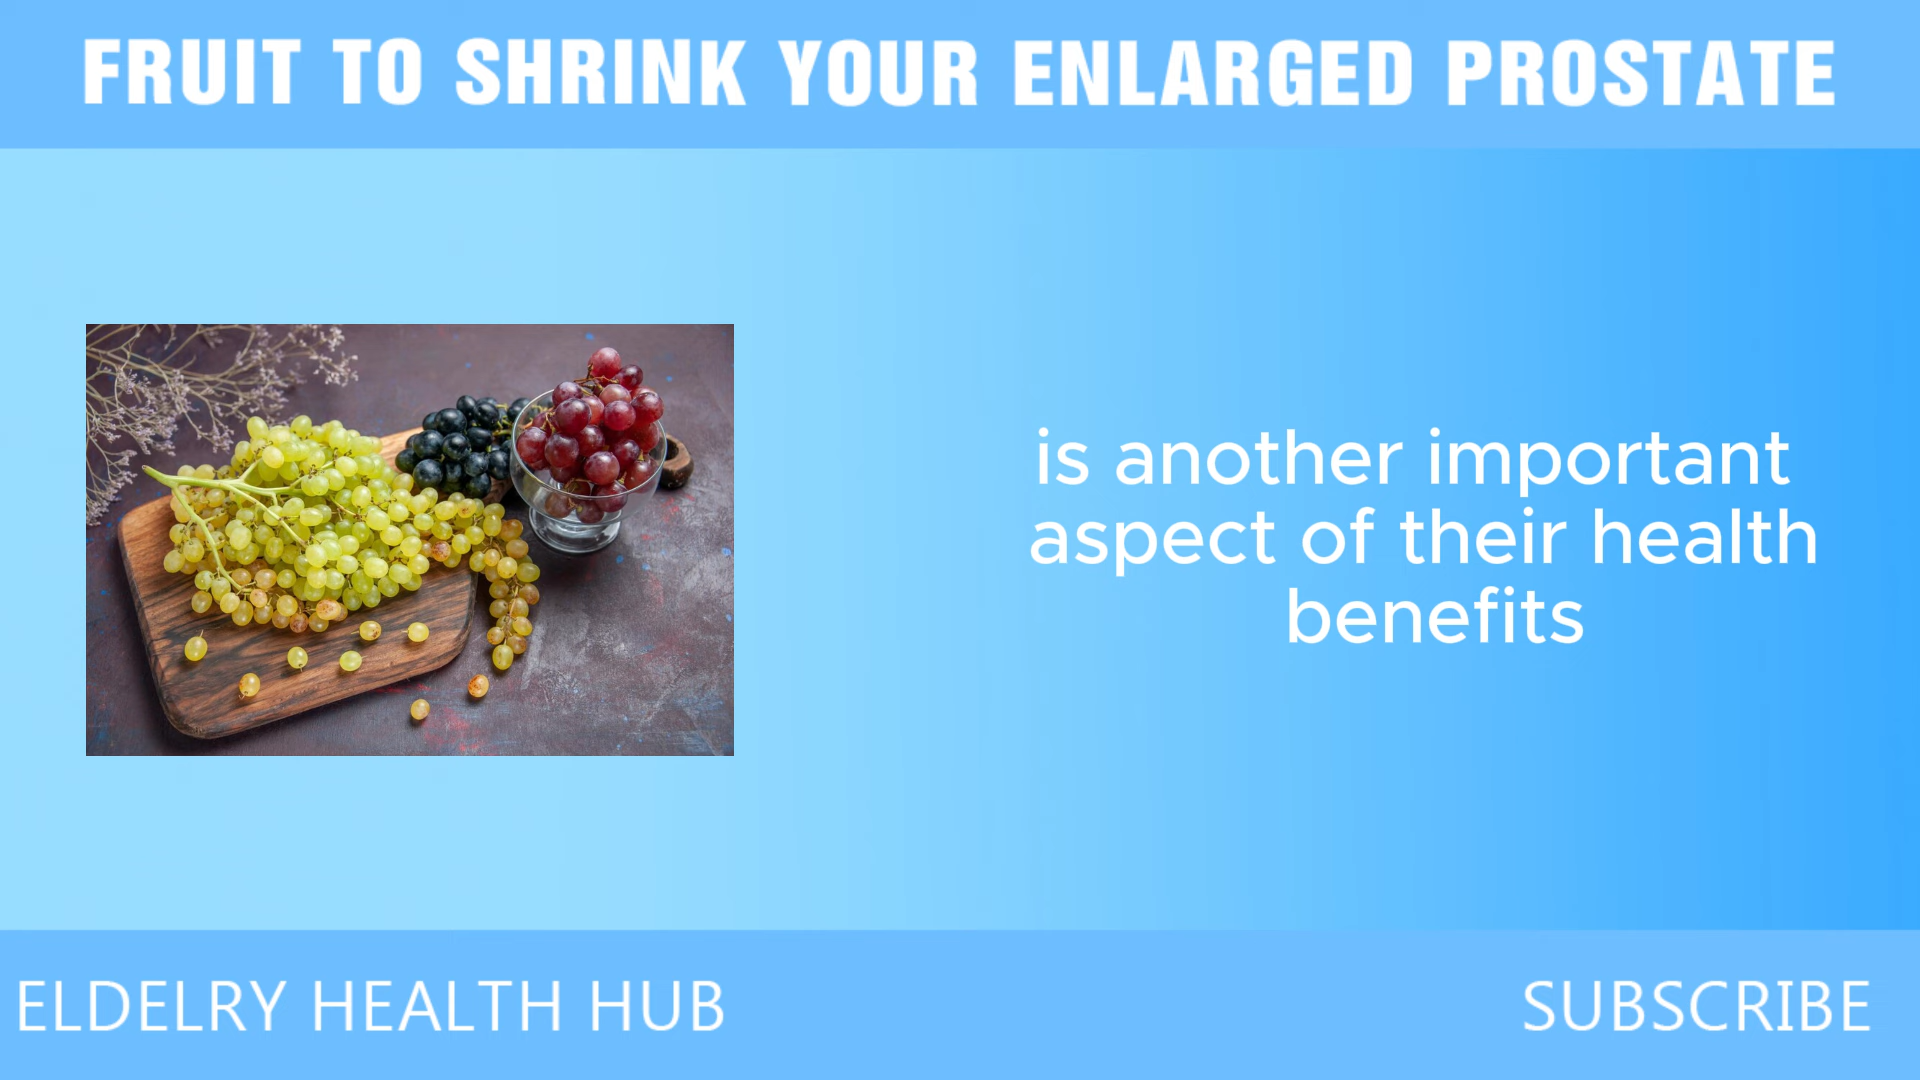 FRUIT TO SHRINK YOUR ENLARGED PROSTATE
is another important
aspect of their health
benefits
ELDELRY HEALTH HUB
SUBSCRIBE